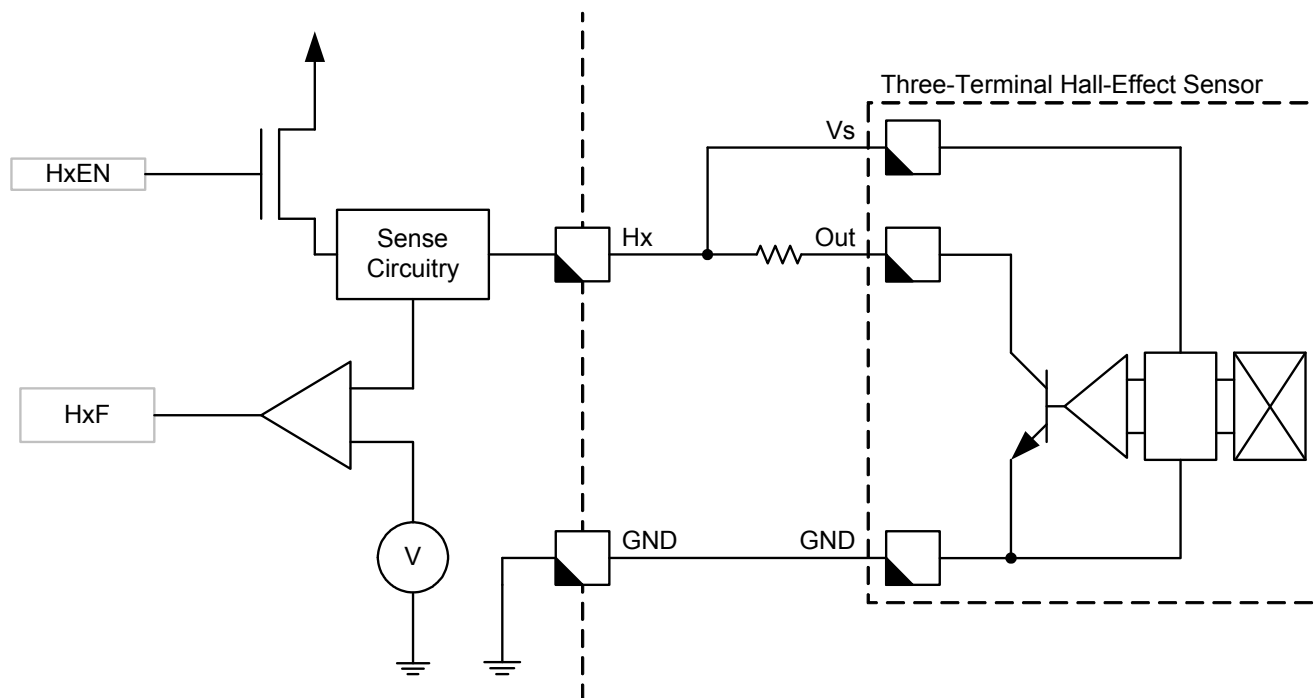 Three-Terminal Hall-Effect Sensor
Vs
HxEN
Hx
Out
Sense
Circuitry
HxF
V
GND
GND